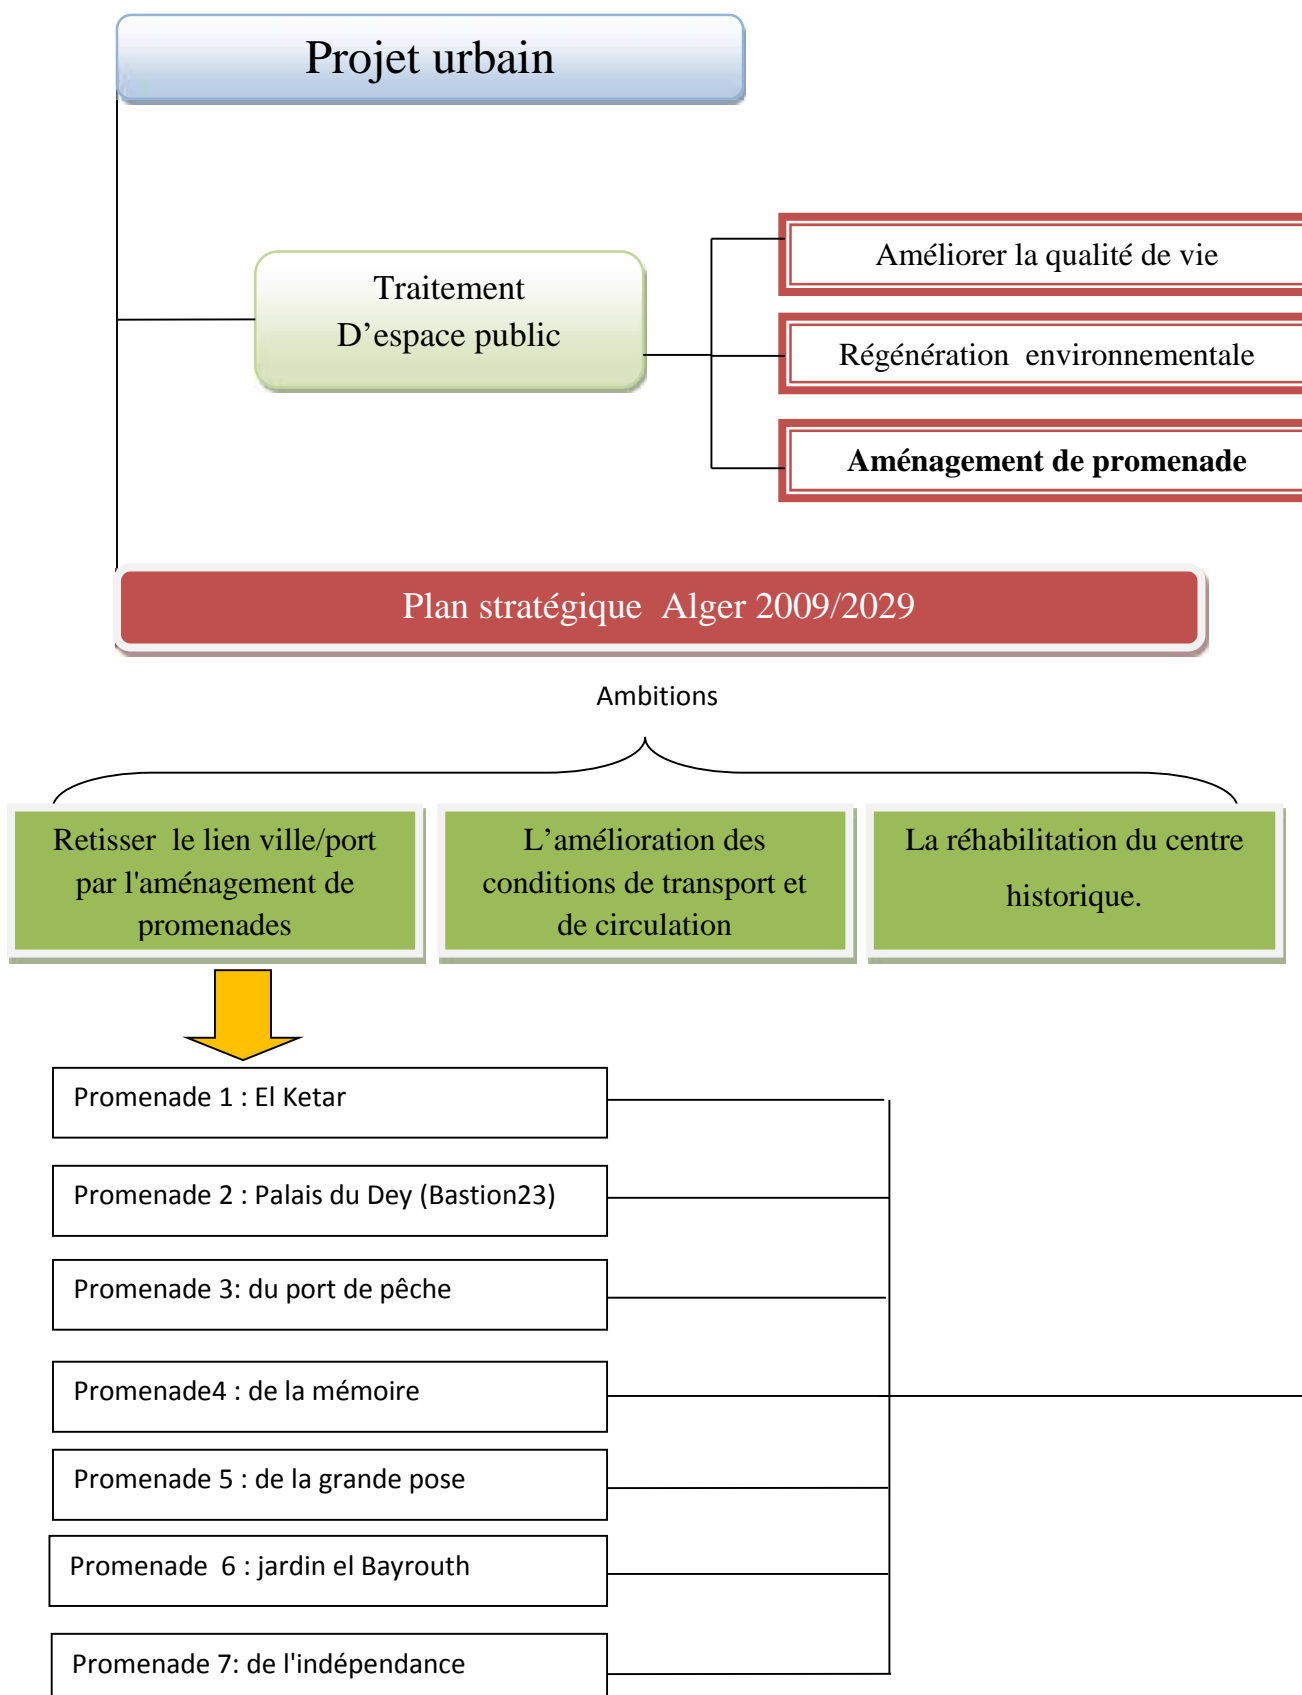 Projet urbain
Traitement
D’espace public
Améliorer la qualité de vie
Régénération  environnementale
Aménagement de promenade
Plan stratégique  Alger 2009/2029
Ambitions
Retisser  le lien ville/port
par l'aménagement de
promenades
L’amélioration des
conditions de transport et
de circulation
La réhabilitation du centre
historique.
Promenade 1 : El Ketar
Promenade 2 : Palais du Dey (Bastion23)
Promenade 3: du port de pêche
Promenade4 : de la mémoire
Promenade 5 : de la grande pose
Promenade  6 : jardin el Bayrouth
Promenade 7: de l'indépendance